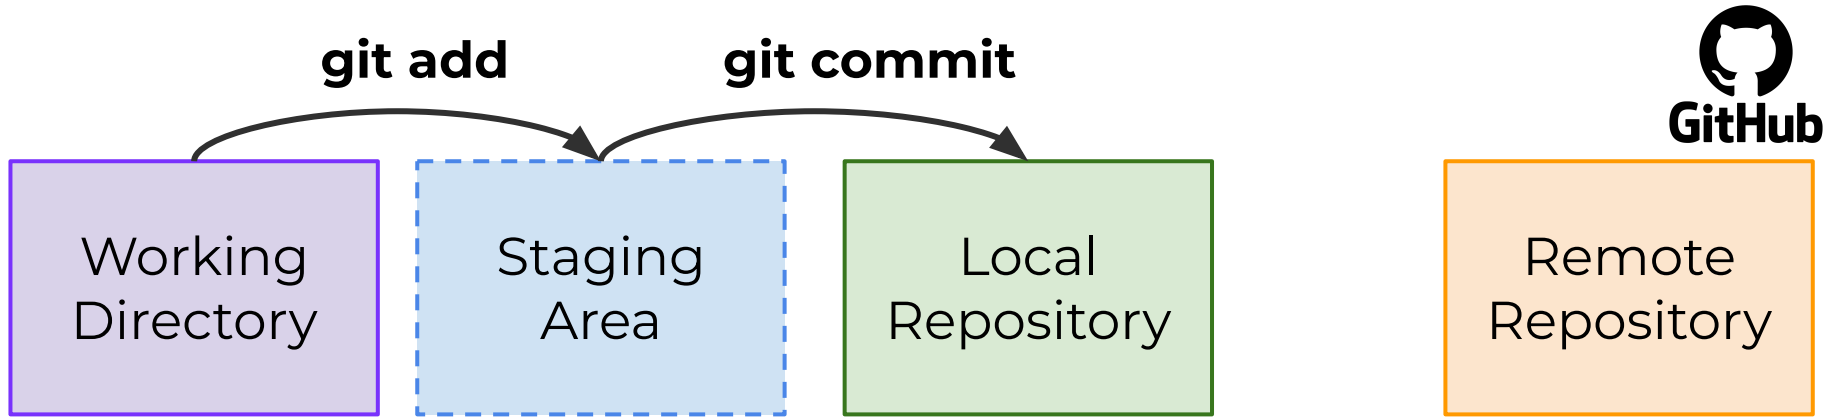 git add
git commit
GitHub
Working
Directory
Staging
Area
Local
Repository
Remote
Repository